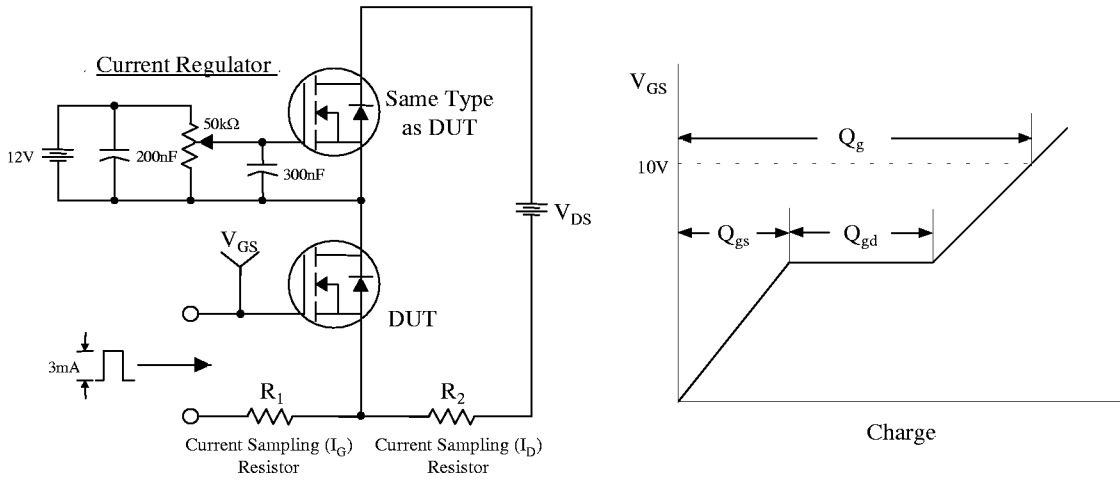 Current Regulator
12V
200nF
50kΩ
300nF
Same Type
as DUT
V_DS
V_GS
DUT
3mA
R_1
R_2
Current Sampling (I_G)
Resistor
Current Sampling (I_D)
Resistor
V_GS
10V
Q_g
Q_gs
Q_gd
Charge